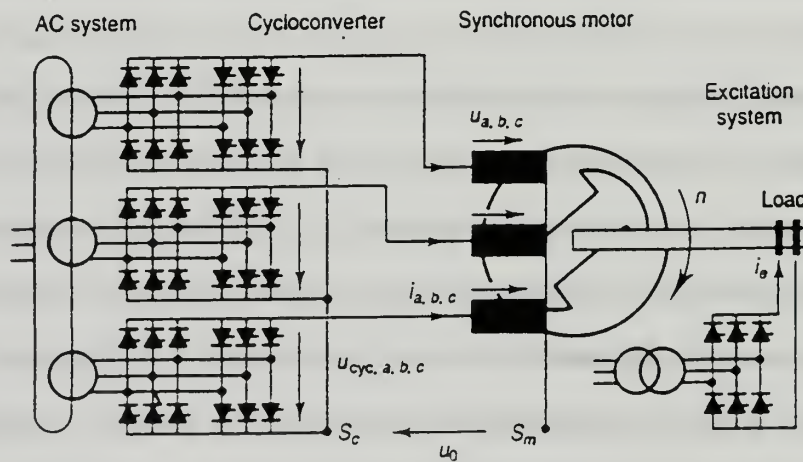 AC system
Cycloconverter
Synchronous motor
Excitation
system
u a, b, c
n
Load
i a, b, c
i e
u cyc, a, b, c
S c
u 0
S m